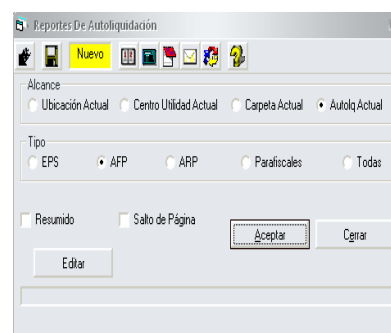 Reportes De Autoliquidación
Nuevo
Alcance
Ubicación Actual Centro Utilidad Actual Carpeta Actual Autolq Actual
Tipo
EPS AFP ARP Parafiscales Todas
Resumido Salto de Página
Aceptar Cerrar
Editar